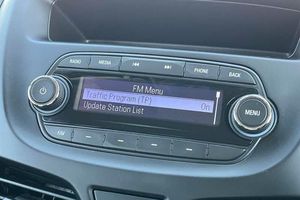 RADIO MEDIA PHONE BACK
FM Menu
Traffic Program (TP) On
Update Station List
MENU